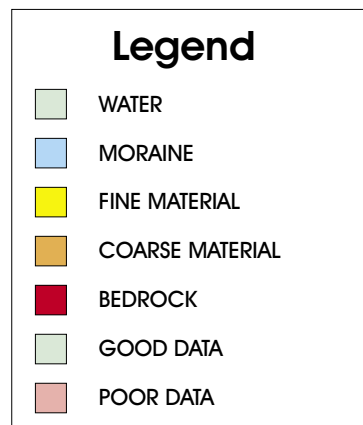 Legend
WATER
MORAINE
FINE MATERIAL
COARSE MATERIAL
BEDROCK
GOOD DATA
POOR DATA